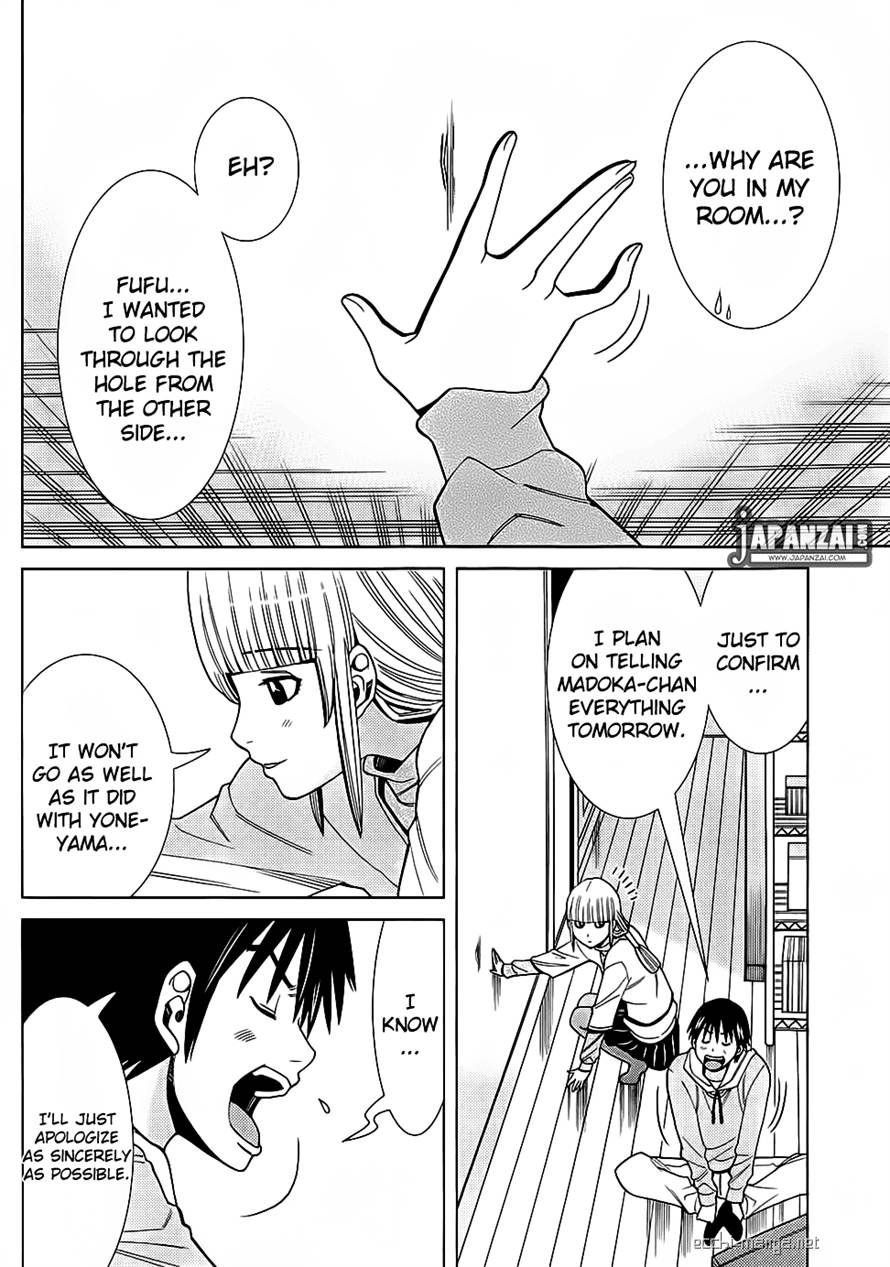 ...WHY ARE
YOU IN MY
ROOM...?
EH?
FUFU...
I WANTED
TO LOOK
THROUGH THE
HOLE FROM
THE OTHER
SIDE...
JAPANZAI
.COM
WWW.JAPANZAI.COM
JUST TO
CONFIRM
...
I PLAN
ON TELLING
MADOKA-CHAN
EVERYTHING
TOMORROW.
IT WON'T
GO AS WELL
AS IT DID
WITH YONE-
YAMA...
I
KNOW
...
I'LL JUST
APOLOGIZE
AS SINCERELY
AS POSSIBLE.
ecchi-manga.net